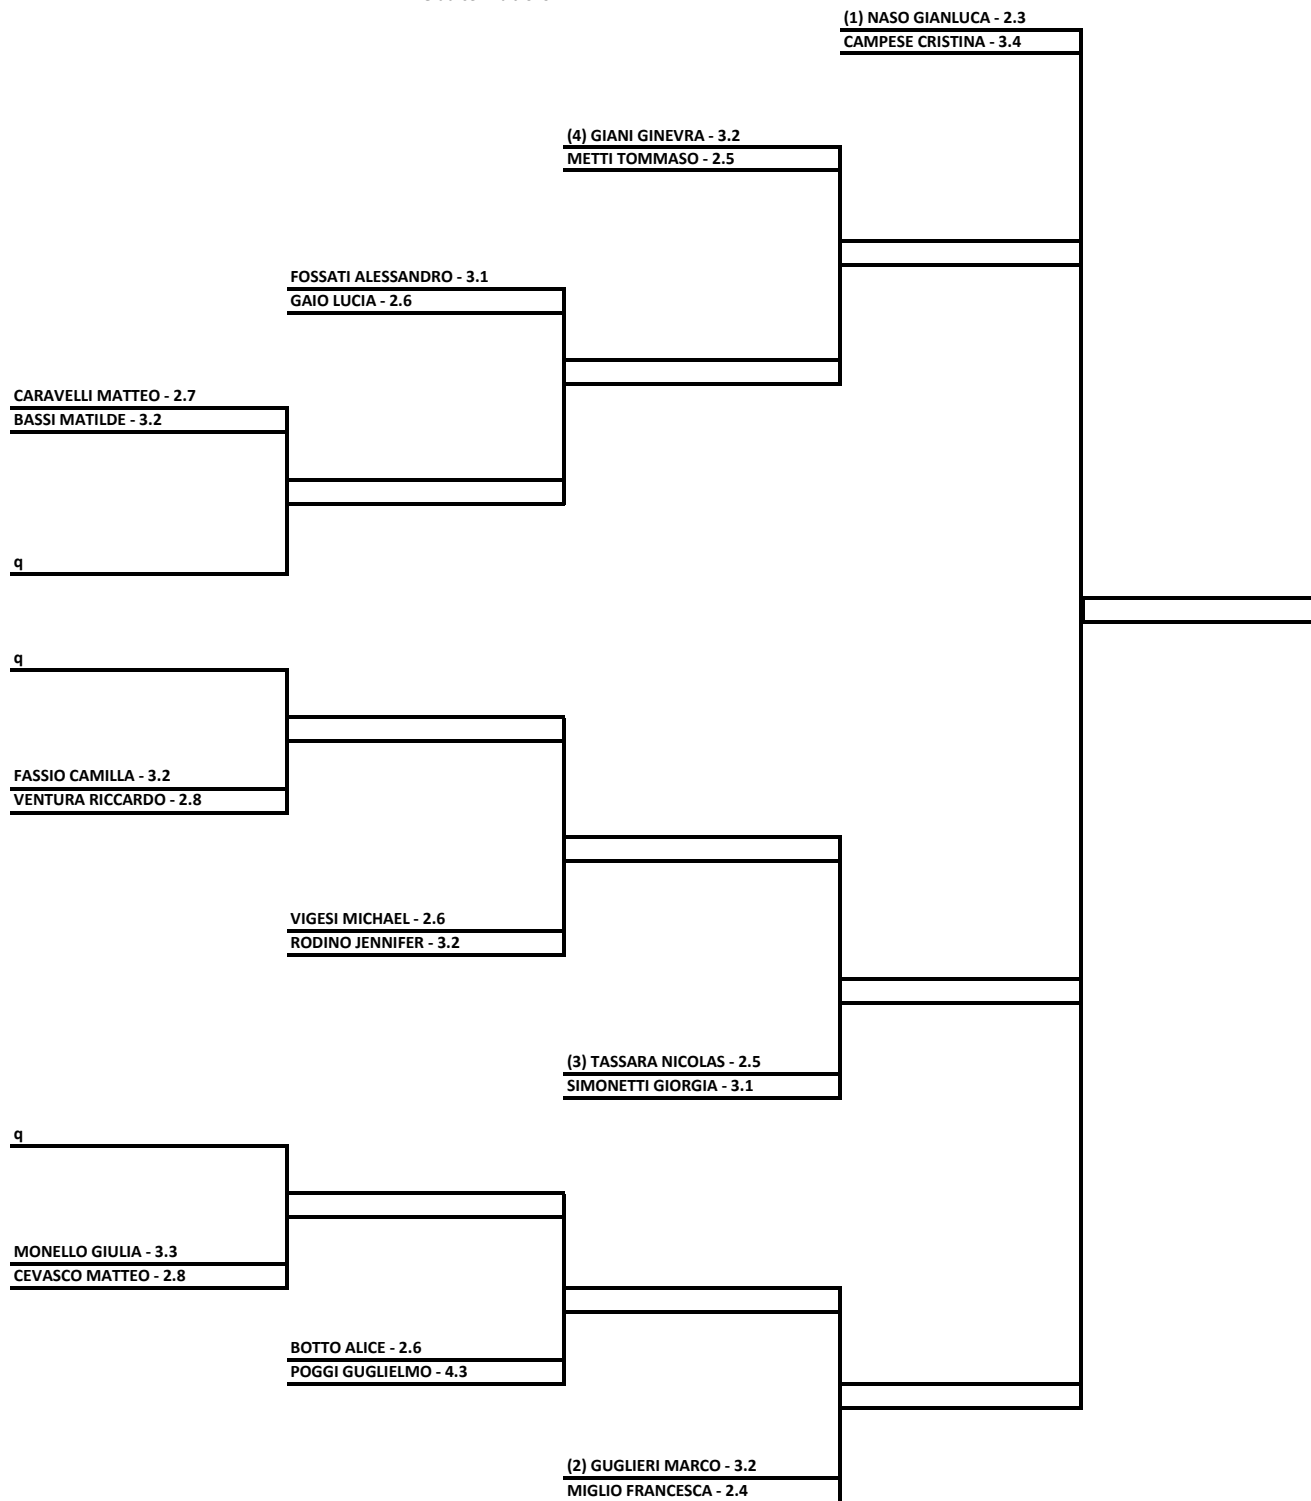 (1) NASO GIANLUCA - 2.3
CAMPESE CRISTINA - 3.4
(4) GIANI GINEVRA - 3.2
METTI TOMMASO - 2.5
FOSSATI ALESSANDRO - 3.1
GAIO LUCIA - 2.6
CARAVELLI MATTEO - 2.7
BASSI MATILDE - 3.2
q
q
FASSIO CAMILLA - 3.2
VENTURA RICCARDO - 2.8
VIGESI MICHAEL - 2.6
RODINO JENNIFER - 3.2
(3) TASSARA NICOLAS - 2.5
SIMONETTI GIORGIA - 3.1
q
MONELLO GIULIA - 3.3
CEVASCO MATTEO - 2.8
BOTTO ALICE - 2.6
POGGI GUGLIELMO - 4.3
(2) GUGLIERI MARCO - 3.2
MIGLIO FRANCESCA - 2.4